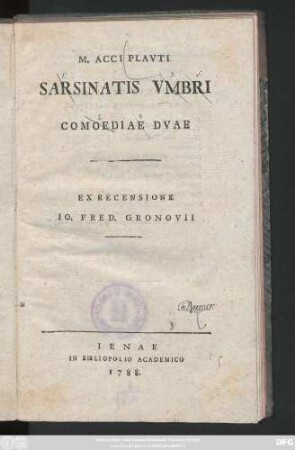 M. ACCI PLAVTI
SARSINATIS VMBRI
COMOEDIAE DVAE
EX RECENSIONE
IO. FRED. GRONOVII
IENAE
IN BIBLIOPOLIO ACADEMICO
1788.